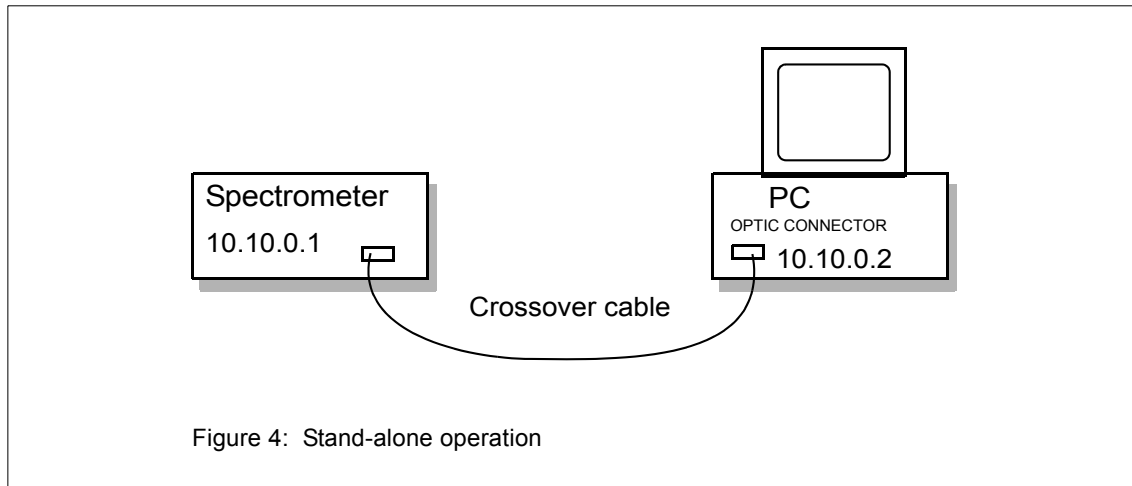 Spectrometer
10.10.0.1
PC
OPTIC CONNECTOR
10.10.0.2
Crossover cable
Figure 4: Stand-alone operation